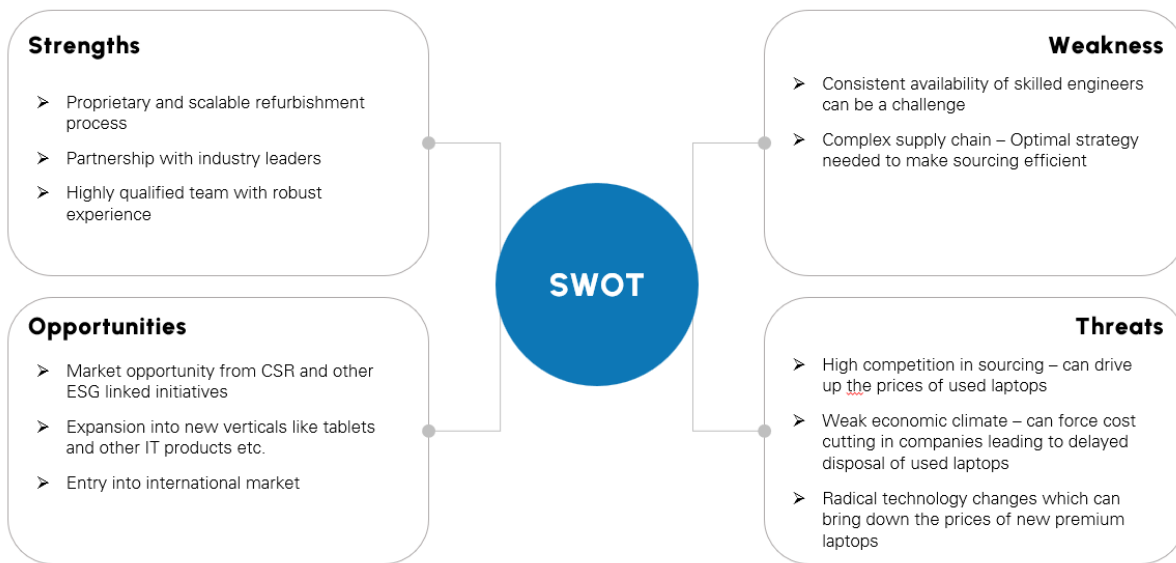 Strengths
➢ Proprietary and scalable refurbishment
process
➢ Partnership with industry leaders
➢ Highly qualified team with robust
experience
Weakness
➢ Consistent availability of skilled engineers
can be a challenge
➢ Complex supply chain – Optimal strategy
needed to make sourcing efficient
SWOT
Opportunities
➢ Market opportunity from CSR and other
ESG linked initiatives
➢ Expansion into new verticals like tablets
and other IT products etc.
➢ Entry into international market
Threats
➢ High competition in sourcing – can drive
up the prices of used laptops
➢ Weak economic climate – can force cost
cutting in companies leading to delayed
disposal of used laptops
➢ Radical technology changes which can
bring down the prices of new premium
laptops